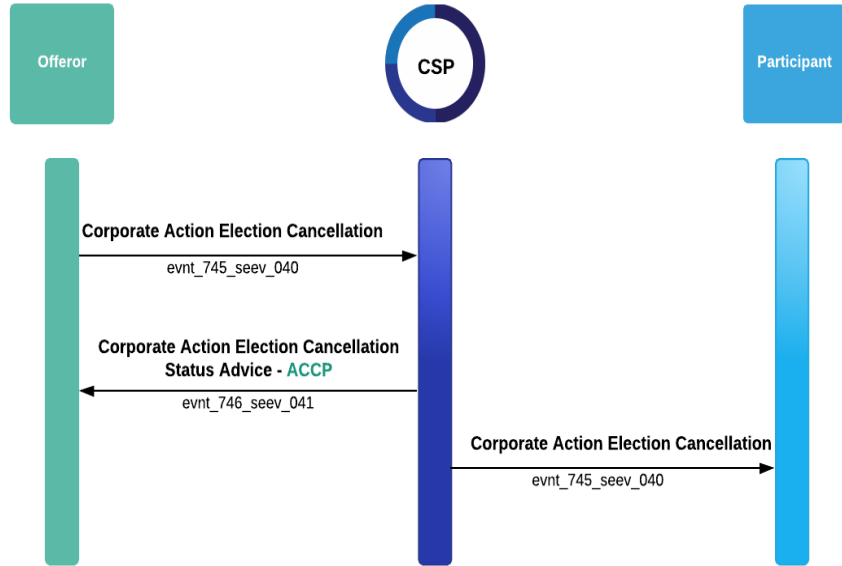 Offeror
CSP
Participant
Corporate Action Election Cancellation
evnt_745_seev_040
Corporate Action Election Cancellation
Status Advice - ACCP
evnt_746_seev_041
Corporate Action Election Cancellation
evnt_745_seev_040